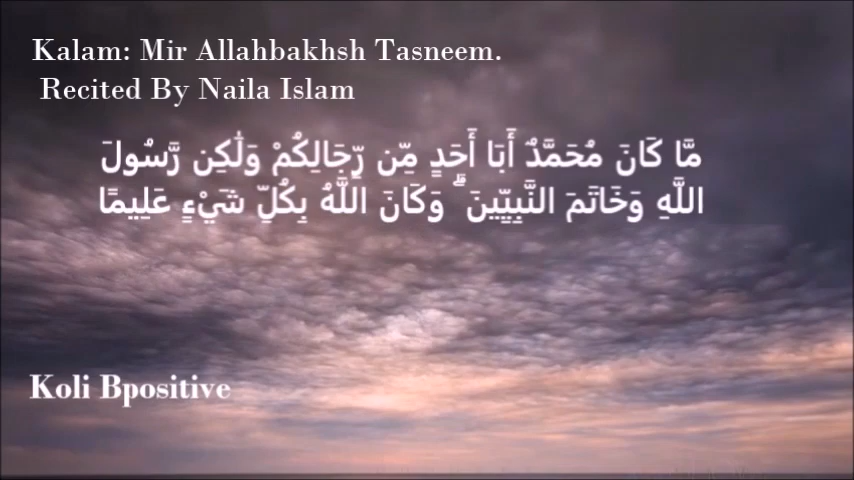 Kalam: Mir Allahbakhsh Tasneem.
Recited By Naila Islam
مَّا كَانَ مُحَمَّدٌ أَبَا أَحَدٍ مِّن رِّجَالِكُمْ وَلَٰكِن رَّسُولَ
اللَّهِ وَخَاتَمَ النَّبِيِّينَ ۗ وَكَانَ اللَّهُ بِكُلِّ شَيْءٍ عَلِيمًا
Koli Bpositive